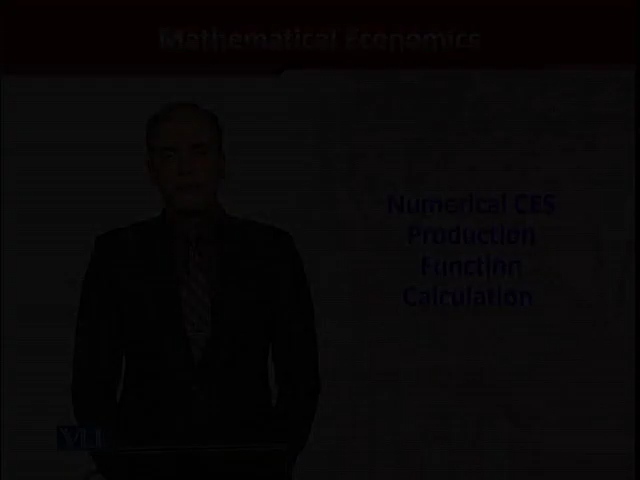 Mathematical Economics
Numerical CES
Production
Function
Calculation